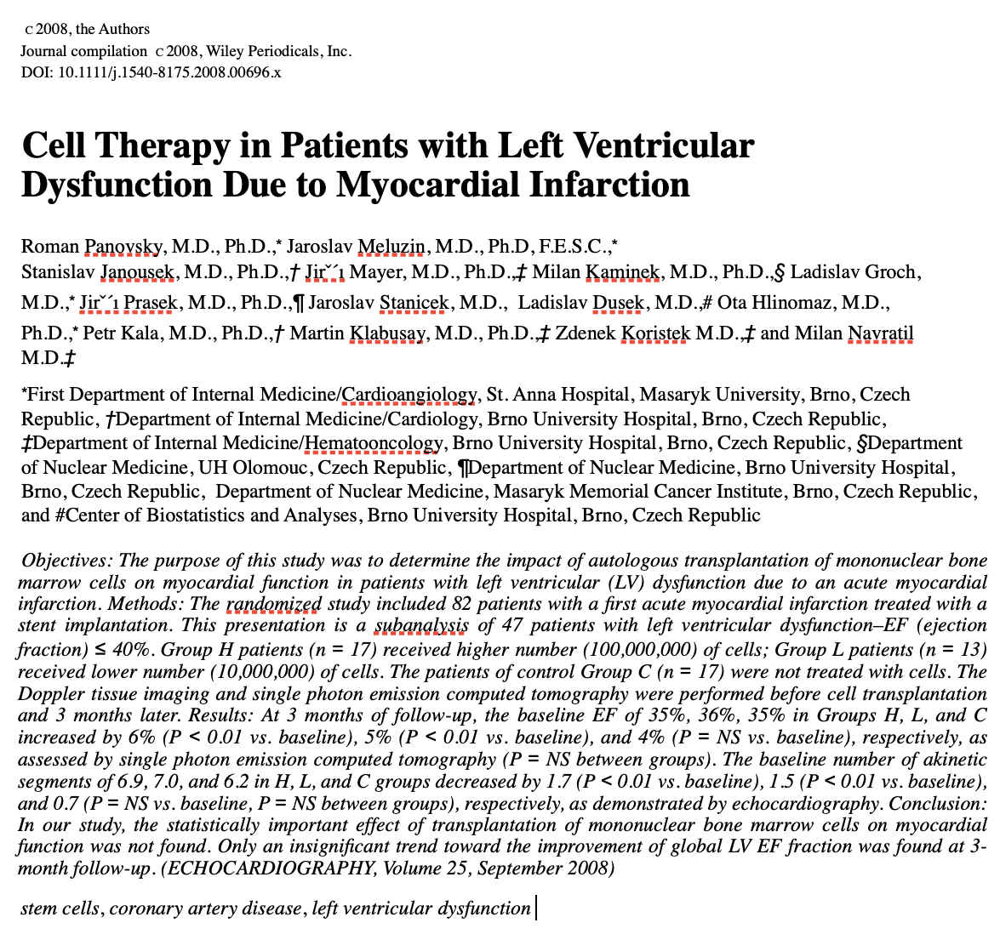 c 2008, the Authors
Journal compilation c 2008, Wiley Periodicals, Inc.
DOI: 10.1111/j.1540-8175.2008.00696.x
Cell Therapy in Patients with Left Ventricular
Dysfunction Due to Myocardial Infarction
Roman Panovsky, M.D., Ph.D.,* Jaroslav Meluzin, M.D., Ph.D, F.E.S.C.,*
Stanislav Janousek, M.D., Ph.D.,† Jirˇ´ı Mayer, M.D., Ph.D.,‡ Milan Kaminek, M.D., Ph.D.,§ Ladislav Groch,
M.D.,* Jirˇ´ı Prasek, M.D., Ph.D.,¶ Jaroslav Stanicek, M.D.,  Ladislav Dusek, M.D.,# Ota Hlinomaz, M.D.,
Ph.D.,* Petr Kala, M.D., Ph.D.,† Martin Klabusay, M.D., Ph.D.,‡ Zdenek Koristek M.D.,‡ and Milan Navratil
M.D.‡
*First Department of Internal Medicine/Cardioangiology, St. Anna Hospital, Masaryk University, Brno, Czech
Republic, †Department of Internal Medicine/Cardiology, Brno University Hospital, Brno, Czech Republic,
‡Department of Internal Medicine/Hematooncology, Brno University Hospital, Brno, Czech Republic, §Department
of Nuclear Medicine, UH Olomouc, Czech Republic, ¶Department of Nuclear Medicine, Brno University Hospital,
Brno, Czech Republic,  Department of Nuclear Medicine, Masaryk Memorial Cancer Institute, Brno, Czech Republic,
and #Center of Biostatistics and Analyses, Brno University Hospital, Brno, Czech Republic
Objectives: The purpose of this study was to determine the impact of autologous transplantation of mononuclear bone
marrow cells on myocardial function in patients with left ventricular (LV) dysfunction due to an acute myocardial
infarction. Methods: The randomized study included 82 patients with a first acute myocardial infarction treated with a
stent implantation. This presentation is a subanalysis of 47 patients with left ventricular dysfunction–EF (ejection
fraction) ≤ 40%. Group H patients (n = 17) received higher number (100,000,000) of cells; Group L patients (n = 13)
received lower number (10,000,000) of cells. The patients of control Group C (n = 17) were not treated with cells. The
Doppler tissue imaging and single photon emission computed tomography were performed before cell transplantation
and 3 months later. Results: At 3 months of follow-up, the baseline EF of 35%, 36%, 35% in Groups H, L, and C
increased by 6% (P < 0.01 vs. baseline), 5% (P < 0.01 vs. baseline), and 4% (P = NS vs. baseline), respectively, as
assessed by single photon emission computed tomography (P = NS between groups). The baseline number of akinetic
segments of 6.9, 7.0, and 6.2 in H, L, and C groups decreased by 1.7 (P < 0.01 vs. baseline), 1.5 (P < 0.01 vs. baseline),
and 0.7 (P = NS vs. baseline, P = NS between groups), respectively, as demonstrated by echocardiography. Conclusion:
In our study, the statistically important effect of transplantation of mononuclear bone marrow cells on myocardial
function was not found. Only an insignificant trend toward the improvement of global LV EF fraction was found at 3-
month follow-up. (ECHOCARDIOGRAPHY, Volume 25, September 2008)
stem cells, coronary artery disease, left ventricular dysfunction